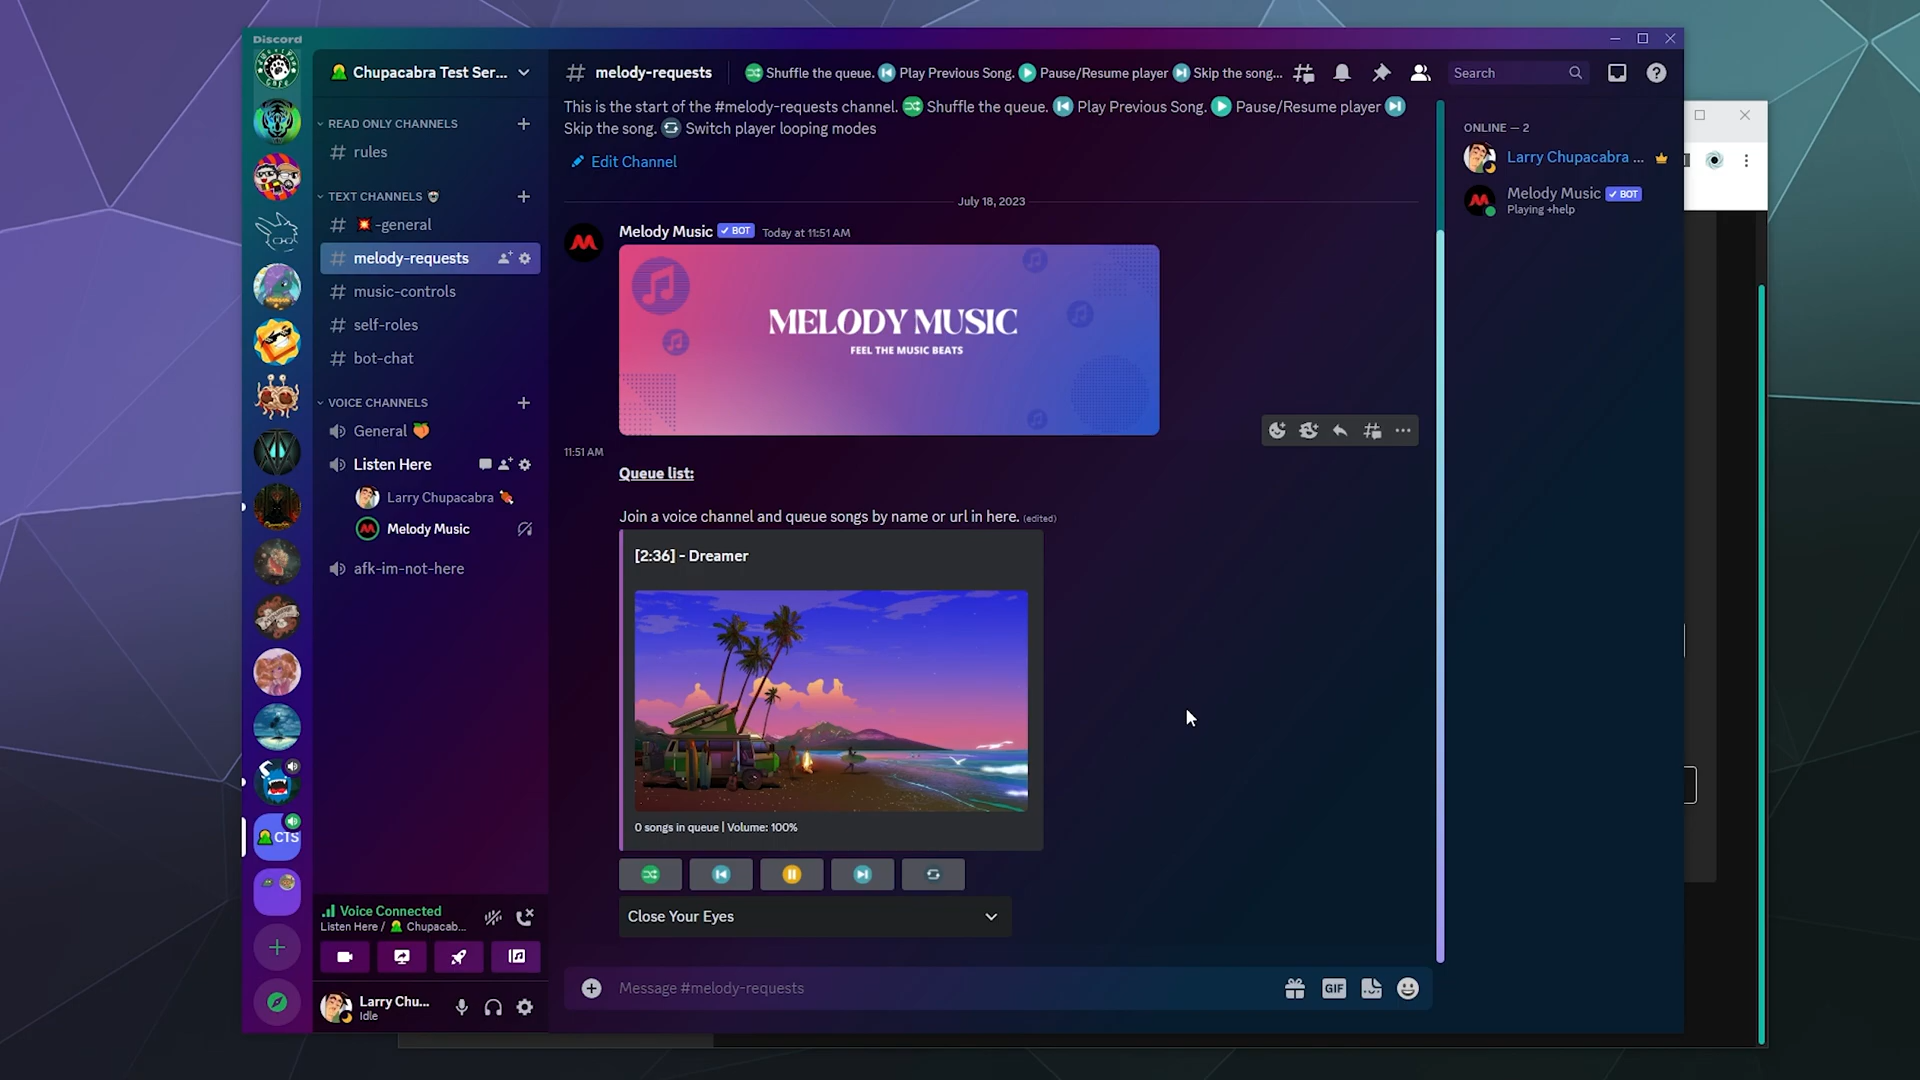 Discord
Chupacabra Test Ser...
READ ONLY CHANNELS
# rules
TEXT CHANNELS
# 💥-general
# melody-requests
# music-controls
# self-roles
# bot-chat
VOICE CHANNELS
General 🍑
Listen Here
Larry Chupacabra
Melody Music
afk-im-not-here
CTS
Voice Connected
Listen Here / Chupacab...
Larry Chu...
Idle
# melody-requests
Shuffle the queue. Play Previous Song. Pause/Resume player Skip the song...
Search
This is the start of the #melody-requests channel. Shuffle the queue. Play Previous Song. Pause/Resume player
Skip the song. Switch player looping modes
Edit Channel
July 18, 2023
Melody Music ✓ BOT Today at 11:51 AM
MELODY MUSIC
FEEL THE MUSIC BEATS
11:51 AM
Queue list:
Join a voice channel and queue songs by name or url in here. (edited)
[2:36] - Dreamer
0 songs in queue | Volume: 100%
Close Your Eyes
Message #melody-requests
GIF
ONLINE — 2
Larry Chupacabra ...
Melody Music ✓ BOT
Playing +help